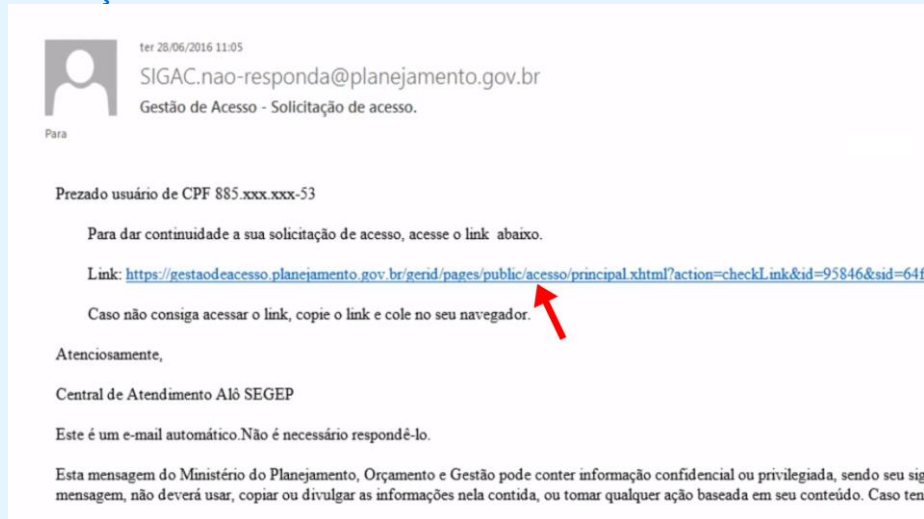 ter 28/06/2016 11:05
SIGAC.nao-responda@planejamento.gov.br
Gestão de Acesso - Solicitação de acesso.
Para
Prezado usuário de CPF 885.xxx.xxx-53
Para dar continuidade a sua solicitação de acesso, acesse o link abaixo.
Link: https://gestaodeacesso.planejamento.gov.br/gerid/pages/public/acesso/principal.xhtml?action=checkLink&id=95846&sid=64f
Caso não consiga acessar o link, copie o link e cole no seu navegador.
Atenciosamente,
Central de Atendimento Alô SEGEP
Este é um e-mail automático.Não é necessário respondê-lo.
Esta mensagem do Ministério do Planejamento, Orçamento e Gestão pode conter informação confidencial ou privilegiada, sendo seu sig
mensagem, não deverá usar, copiar ou divulgar as informações nela contida, ou tomar qualquer ação baseada em seu conteúdo. Caso ten